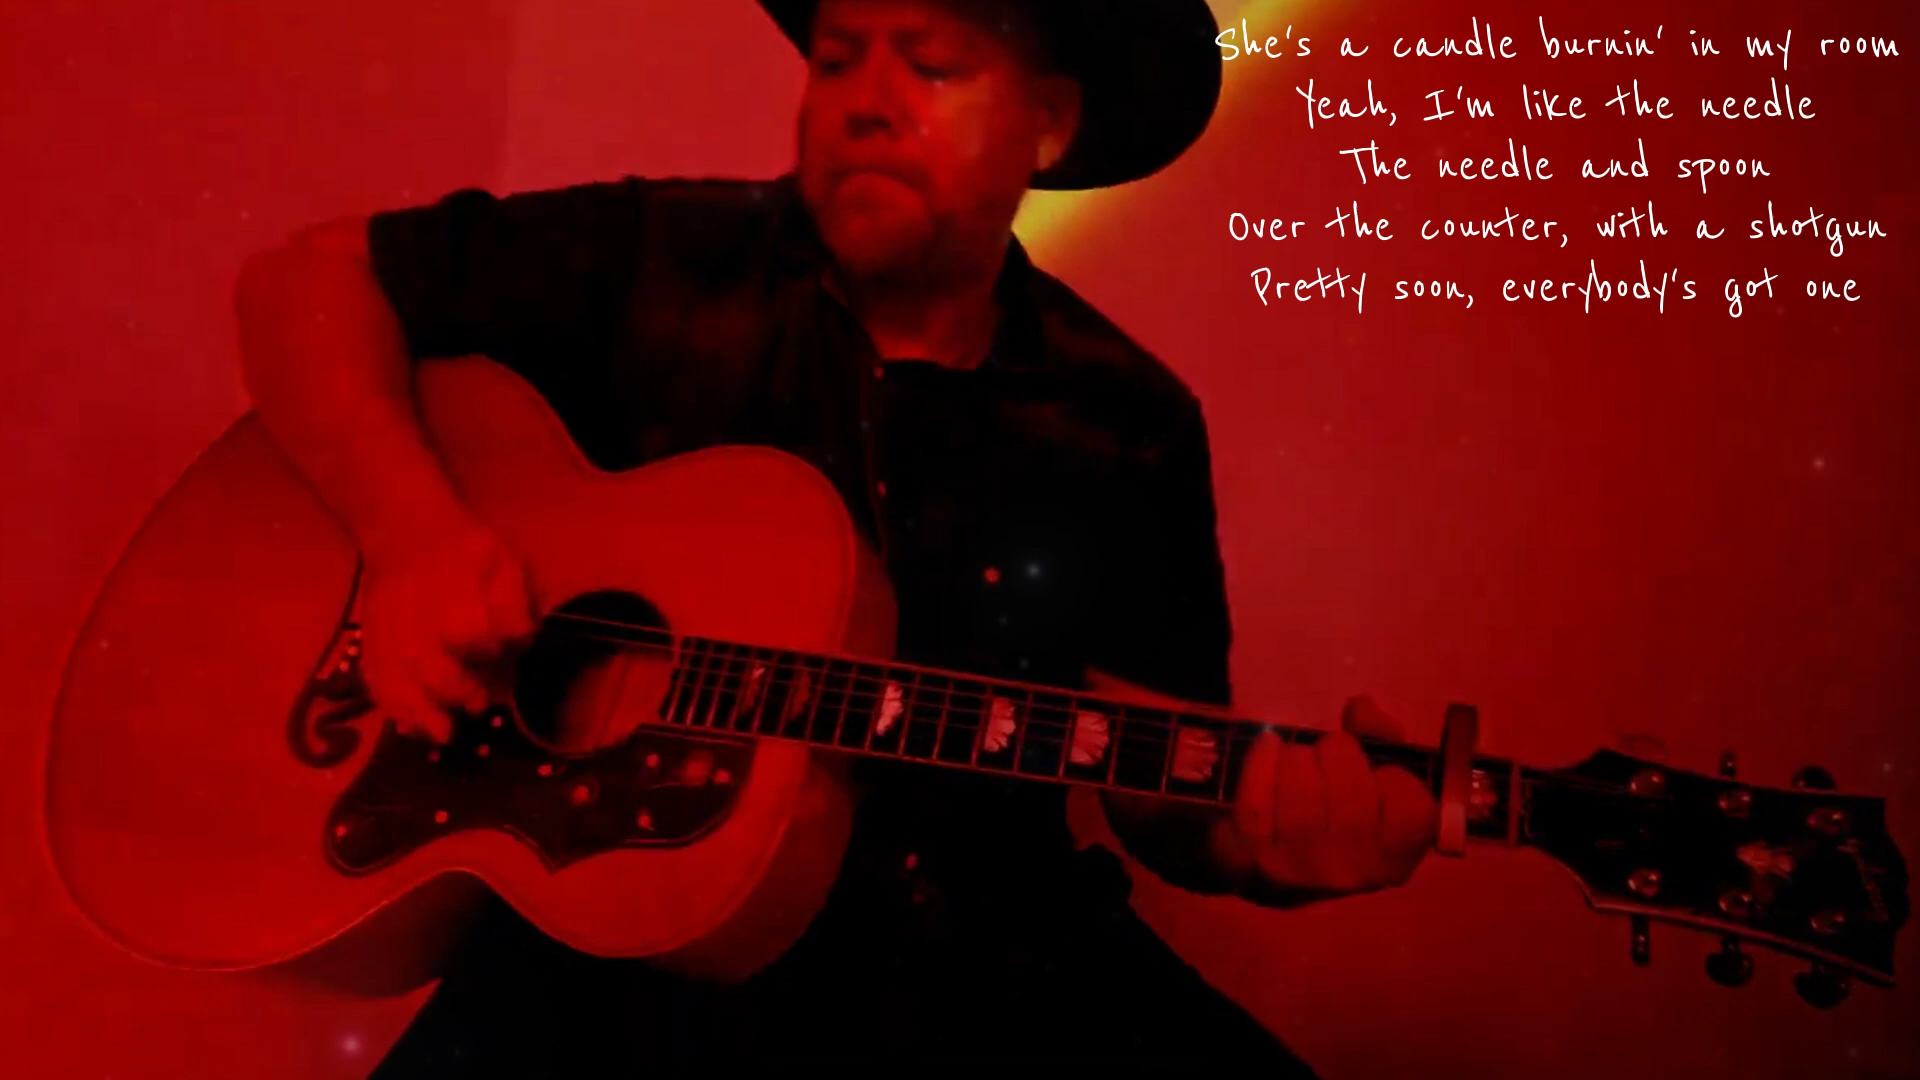 She's a candle burnin' in my room
Yeah, I'm like the needle
The needle and spoon
Over the counter, with a shotgun
Pretty soon, everybody's got one